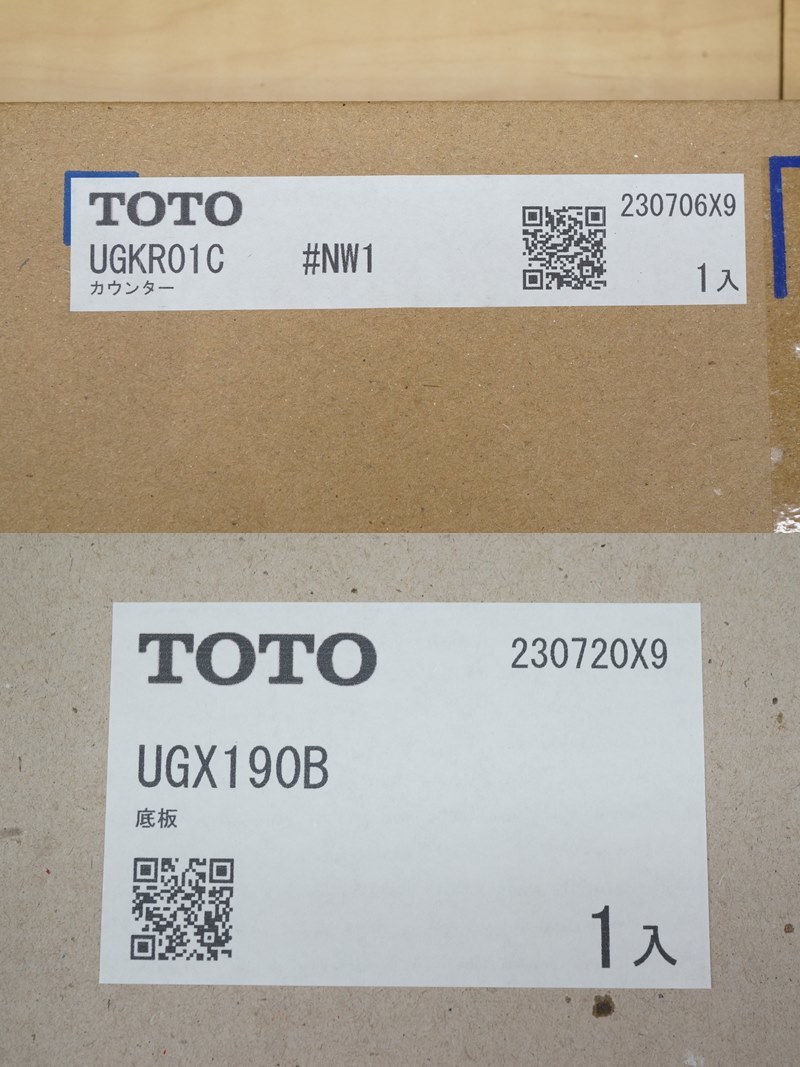 TOTO
230706X9
UGKR01C #NW1
カウンター
1入
TOTO
230720X9
UGX190B
底板
1入